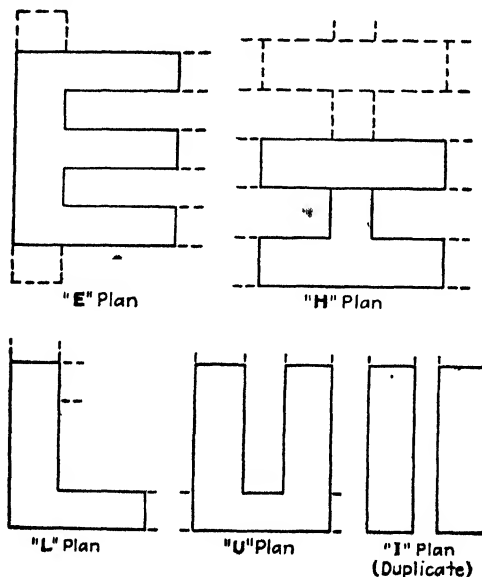 "E" Plan
"H" Plan
"L" Plan
"U" Plan
"I" Plan
(Duplicate)